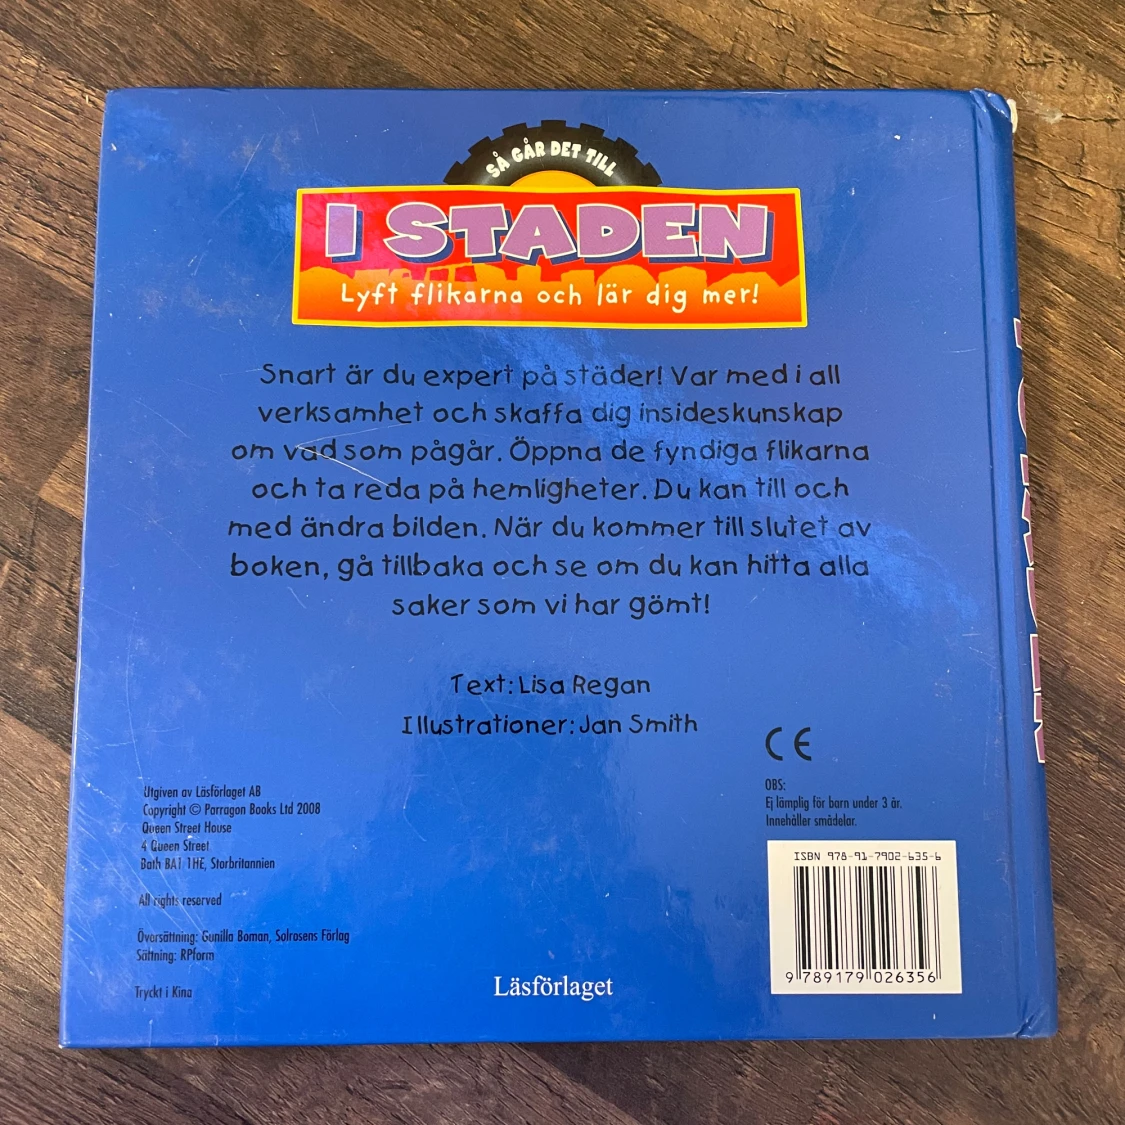 SÅ GÅR DET TILL
I STADEN
Lyft flikarna och lär dig mer!
Snart är du expert på städer! Var med i all
verksamhet och skaffa dig insideskunskap
om vad som pågår. Öppna de fyndiga flikarna
och ta reda på hemligheter. Du kan till och
med ändra bilden. När du kommer till slutet av
boken, gå tillbaka och se om du kan hitta alla
saker som vi har gömt!
Text: Lisa Regan
Illustrationer: Jan Smith
CE
Utgiven av Läsförlaget AB
Copyright © Parragon Books Ltd 2008
Queen Street House
4 Queen Street
Bath BA1 1HE, Storbritannien
All rights reserved
Översättning: Gunilla Boman, Solrosens Förlag
Sättning: RPform
Tryckt i Kina
OBS:
Ej lämplig för barn under 3 år.
Innehåller smådelar.
ISBN 978-91-7902-635-6
9 789179 026356
Läsförlaget